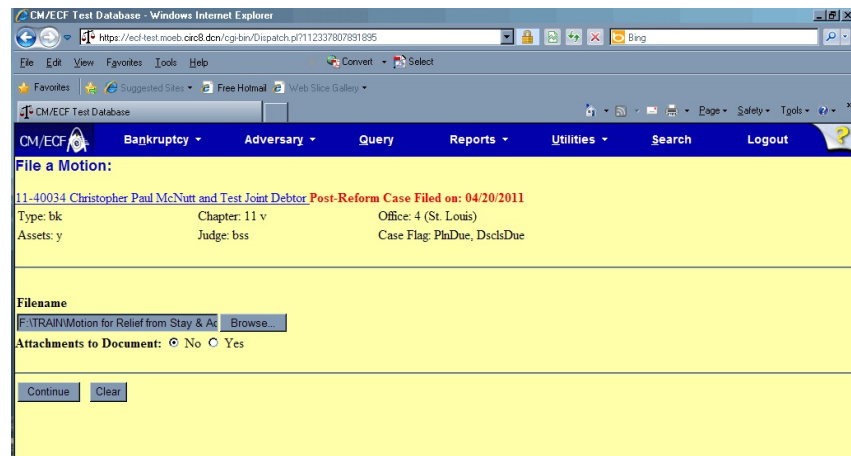 CM/ECF Test Database - Windows Internet Explorer
https://ecf-test.moeb.circ8.dcn/cgi-bin/Dispatch.pl?112337807891895
Bing
File Edit View Favorites Tools Help
Convert Select
Favorites Suggested Sites Free Hotmail Web Slice Gallery
CM/ECF Test Database
Page Safety Tools
CM/ECF Bankruptcy Adversary Query Reports Utilities Search Logout ?
File a Motion:
11-40034 Christopher Paul McNutt and Test Joint Debtor Post-Reform Case Filed on: 04/20/2011
Type: bk Chapter: 11 v Office: 4 (St. Louis)
Assets: y Judge: bss Case Flag: PlnDue, DsclsDue
Filename
F:\TRAIN\Motion for Relief from Stay & Ac Browse...
Attachments to Document: No Yes
Continue Clear